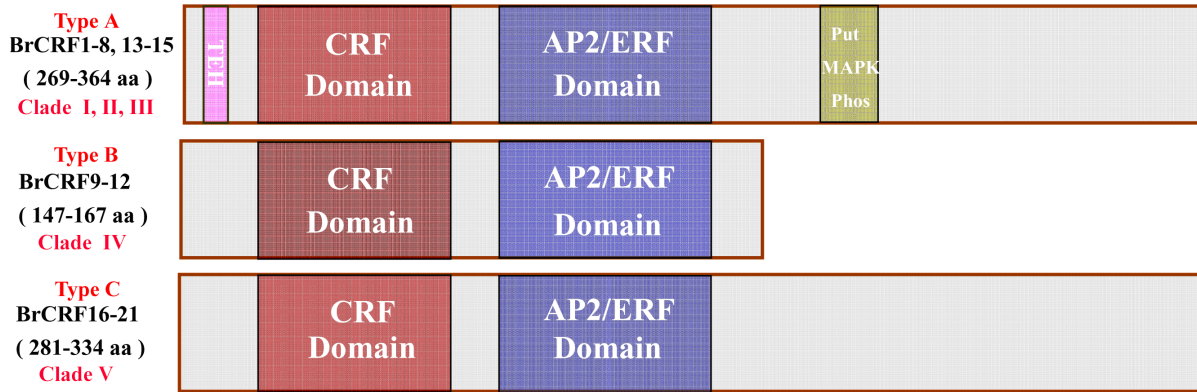 Type A
BrCRF1-8, 13-15
( 269-364 aa )
Clade I, II, III
TEH
CRF
Domain
AP2/ERF
Domain
Put
MAPK
Phos
Type B
BrCRF9-12
( 147-167 aa )
Clade IV
CRF
Domain
AP2/ERF
Domain
Type C
BrCRF16-21
( 281-334 aa )
Clade V
CRF
Domain
AP2/ERF
Domain